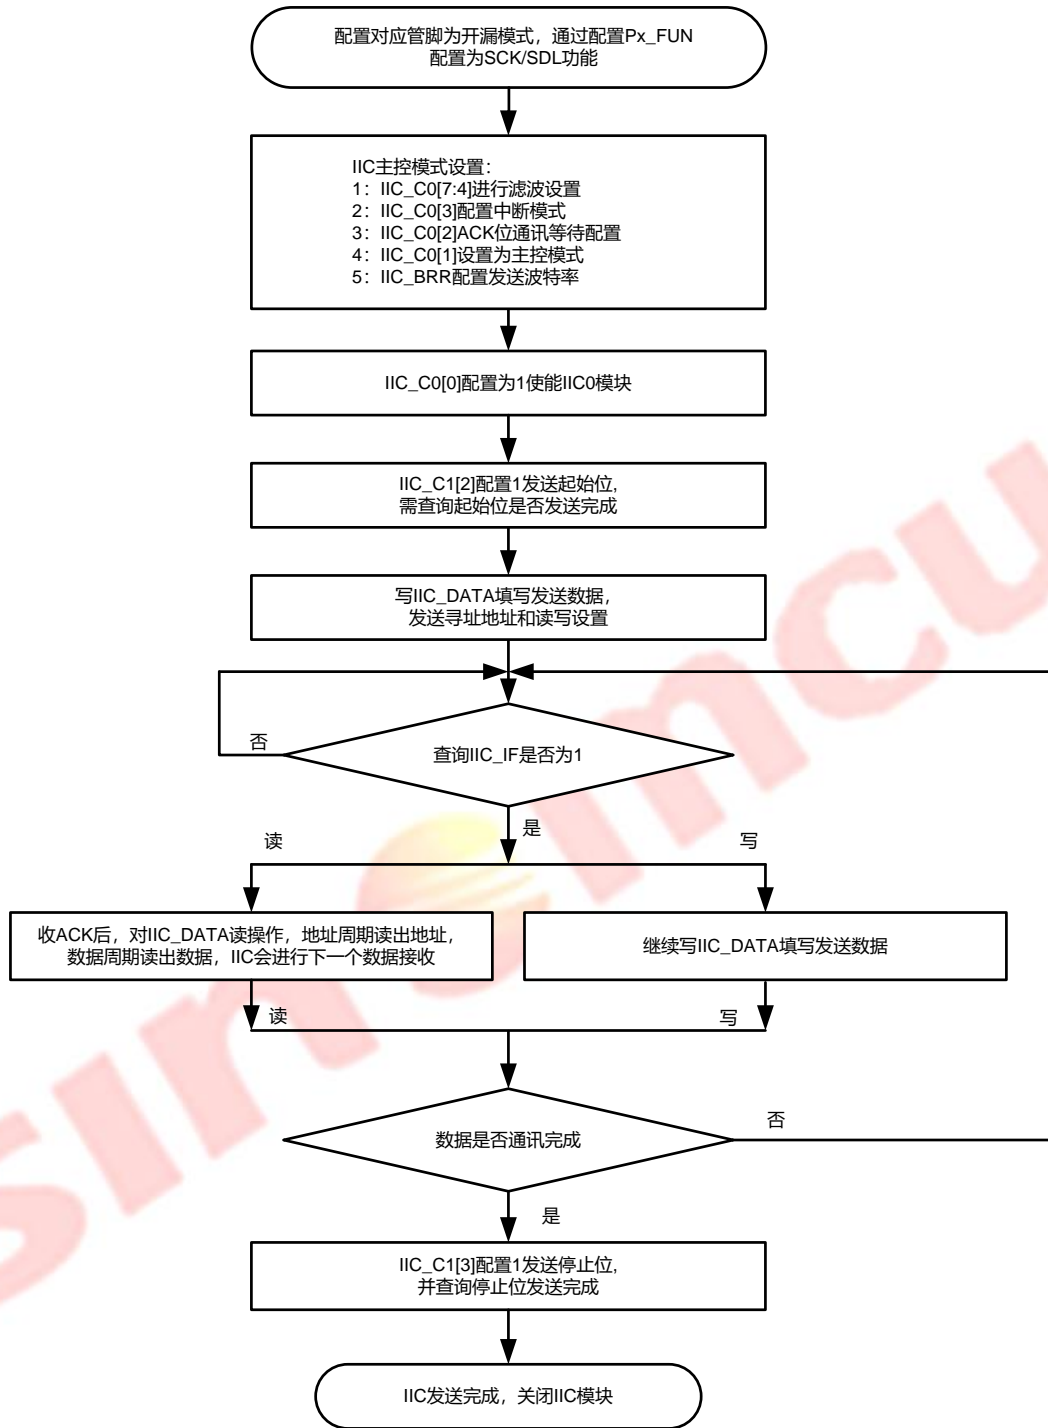 配置对应管脚为开漏模式，通过配置Px_FUN
配置为SCK/SDL功能
IIC主控模式设置：
1：IIC_C0[7:4]进行滤波设置
2：IIC_C0[3]配置中断模式
3：IIC_C0[2]ACK位通讯等待配置
4：IIC_C0[1]设置为主控模式
5：IIC_BRR配置发送波特率
IIC_C0[0]配置为1使能IIC0模块
IIC_C1[2]配置1发送起始位,
需查询起始位是否发送完成
写IIC_DATA填写发送数据，
发送寻址地址和读写设置
否
查询IIC_IF是否为1
是
读
写
收ACK后，对IIC_DATA读操作，地址周期读出地址，
数据周期读出数据，IIC会进行下一个数据接收
继续写IIC_DATA填写发送数据
读
写
数据是否通讯完成
否
是
IIC_C1[3]配置1发送停止位,
并查询停止位发送完成
IIC发送完成，关闭IIC模块
sinomcu